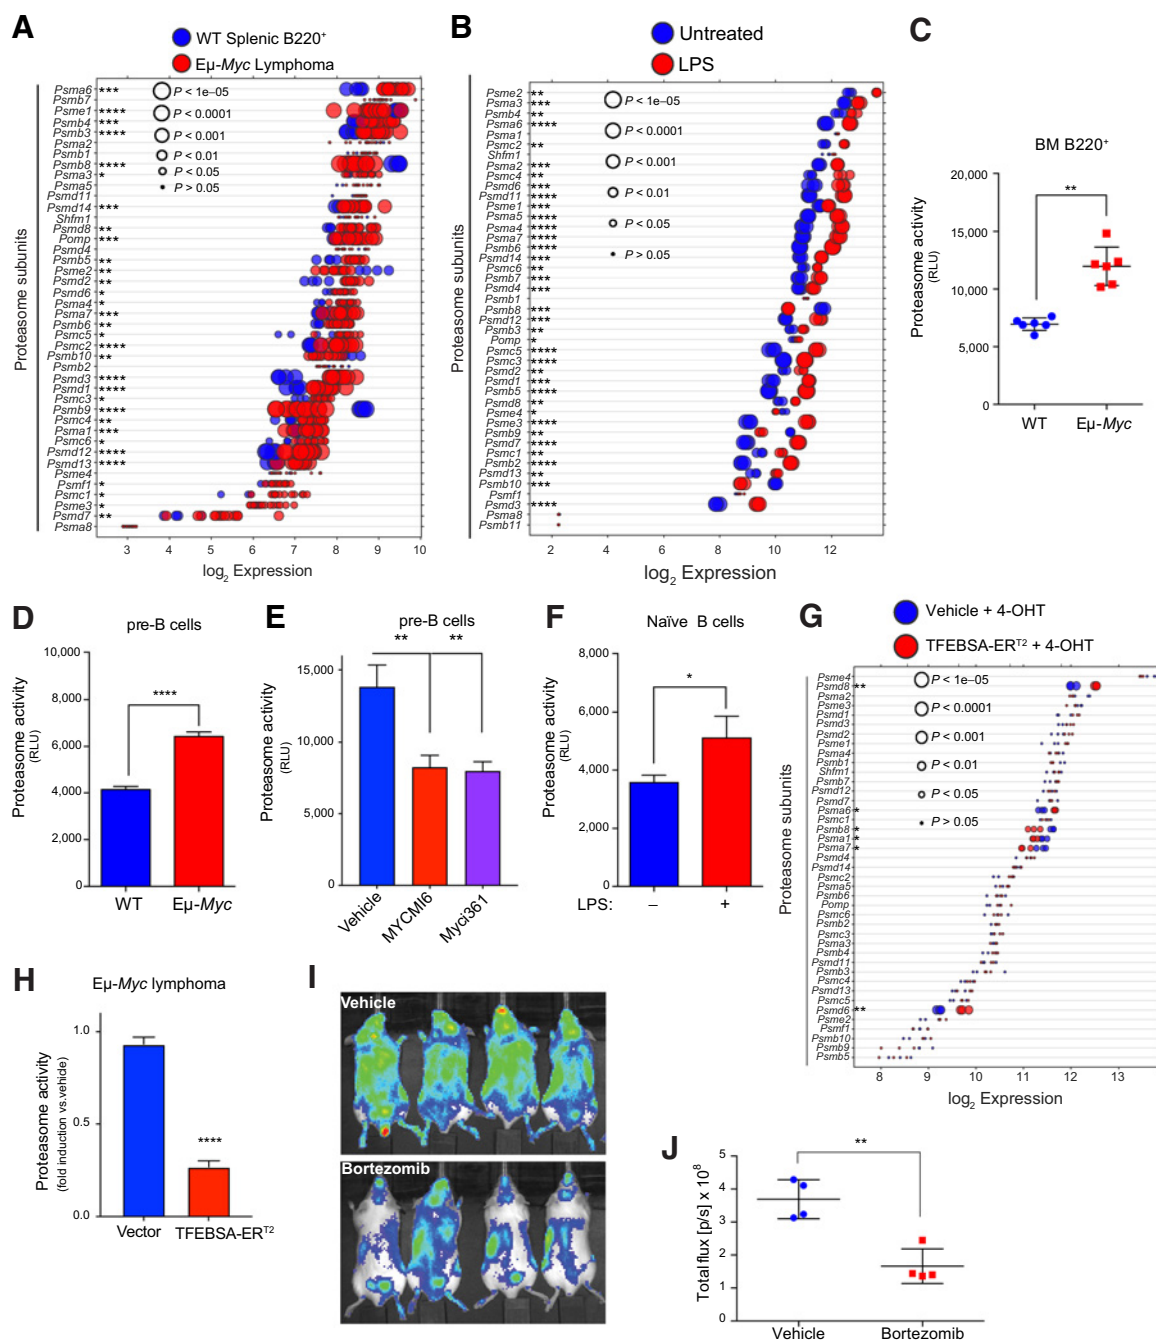 A
WT Splenic B220+
Eμ-Myc Lymphoma
Proteasome subunits
Psma6 ***
Psmb7
Psme1 ****
Psmb4 ***
Psmb3 ****
Psma2
Psmb1
Psmb8 ****
Psma3 *
Psma5
Psmd11
Psmd14 ***
Shfm1
Psmd8 **
Pomp ***
Psmd4
Psmb5 **
Psme2 **
Psmd2 **
Psmd6 *
Psma4 *
Psma7 ***
Psmb6 **
Psmc5 *
Psmc2 ****
Psmb10 **
Psmb2
Psmd3 ****
Psmd1 ****
Psmc3 *
Psmb9 ****
Psmc4 **
Psma1 ***
Psmc6 *
Psmd12 ****
Psmd13 ****
Psme4
Psmf1 *
Psmc1 *
Psme3 *
Psmd7 **
Psma8
P < 1e–05
P < 0.0001
P < 0.001
P < 0.01
P < 0.05
P > 0.05
3 4 5 6 7 8 9 10
log2 Expression
B
Untreated
LPS
Proteasome subunits
Psme2 **
Psma3 ***
Psmb4 **
Psma6 ****
Psma1
Psmc2 **
Shfm1
Psma2 ***
Psmc4 **
Psmd6 ***
Psmd11 ****
Psme1 ***
Psma5 ****
Psma4 ****
Psma7 ****
Psmb6 ****
Psmd14 ***
Psmc6 **
Psmb7 ***
Psmd4 ****
Psmb1
Psmb8 ***
Psmd12 ***
Psmb3 **
Pomp *
Psmc5 ****
Psmc3 ****
Psmd2 **
Psmd1 ***
Psmb5 ****
Psmd8 **
Psme4 *
Psme3 ****
Psmb9 **
Psmd7 ****
Psmc1 **
Psmb2 ****
Psmd13 **
Psmb10 ***
Psmf1
Psmd3 ****
Psma8
Psmb11
P < 1e–05
P < 0.0001
P < 0.001
P < 0.01
P < 0.05
P > 0.05
2 4 6 8 10 12
log2 Expression
C
BM B220+
Proteasome activity
(RLU)
20,000
15,000
10,000
5,000
0
**
WT Eμ-Myc
D
pre-B cells
Proteasome activity
(RLU)
10,000
8,000
6,000
4,000
2,000
0
****
WT Eμ-Myc
E
pre-B cells
Proteasome activity
(RLU)
15,000
10,000
5,000
0
** **
Vehicle
MYCMI6
Myci361
F
Naïve B cells
Proteasome activity
(RLU)
8,000
6,000
4,000
2,000
0
*
LPS: – +
G
Vehicle + 4-OHT
TFEBSA-ERT2 + 4-OHT
Proteasome subunits
Psme4
Psmd8 **
Psma2
Psme3
Psmd1
Psmd3
Psmd2
Psme1
Psma4
Psmb1
Shfm1
Psmb7
Psmd12
Psmd7
Psma6 *
Psmc1
Psmb8 *
Psma1 *
Psma7 *
Psmd4
Psmd14
Psmc2
Psma5
Psmb6
Pomp
Psmc6
Psmb2
Psmc3
Psma3
Psmb4
Psmd11
Psmb3
Psmc4
Psmd13
Psmc5
Psmd6 **
Psme2
Psmf1
Psmb10
Psmb9
Psmb5
P < 1e–05
P < 0.0001
P < 0.001
P < 0.01
P < 0.05
P > 0.05
8 9 10 11 12 13
log2 Expression
H
Eμ-Myc lymphoma
Proteasome activity
(fold induction vs.vehicle)
1.0
0.5
0.0
****
Vector TFEBSA-ERT2
I
Vehicle
Bortezomib
J
Total flux [p/s] x 10^8
5
4
3
2
1
0
**
Vehicle Bortezomib